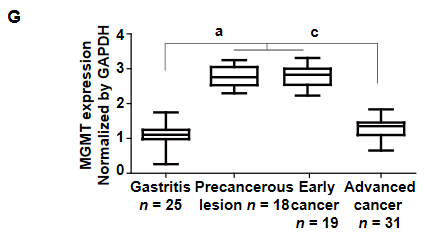 G
a c
MGMT expression
Normalized by GAPDH
4
3
2
1
0
Gastritis Precancerous Early Advanced
n = 25 lesion n = 18 cancer cancer
n = 19 n = 31